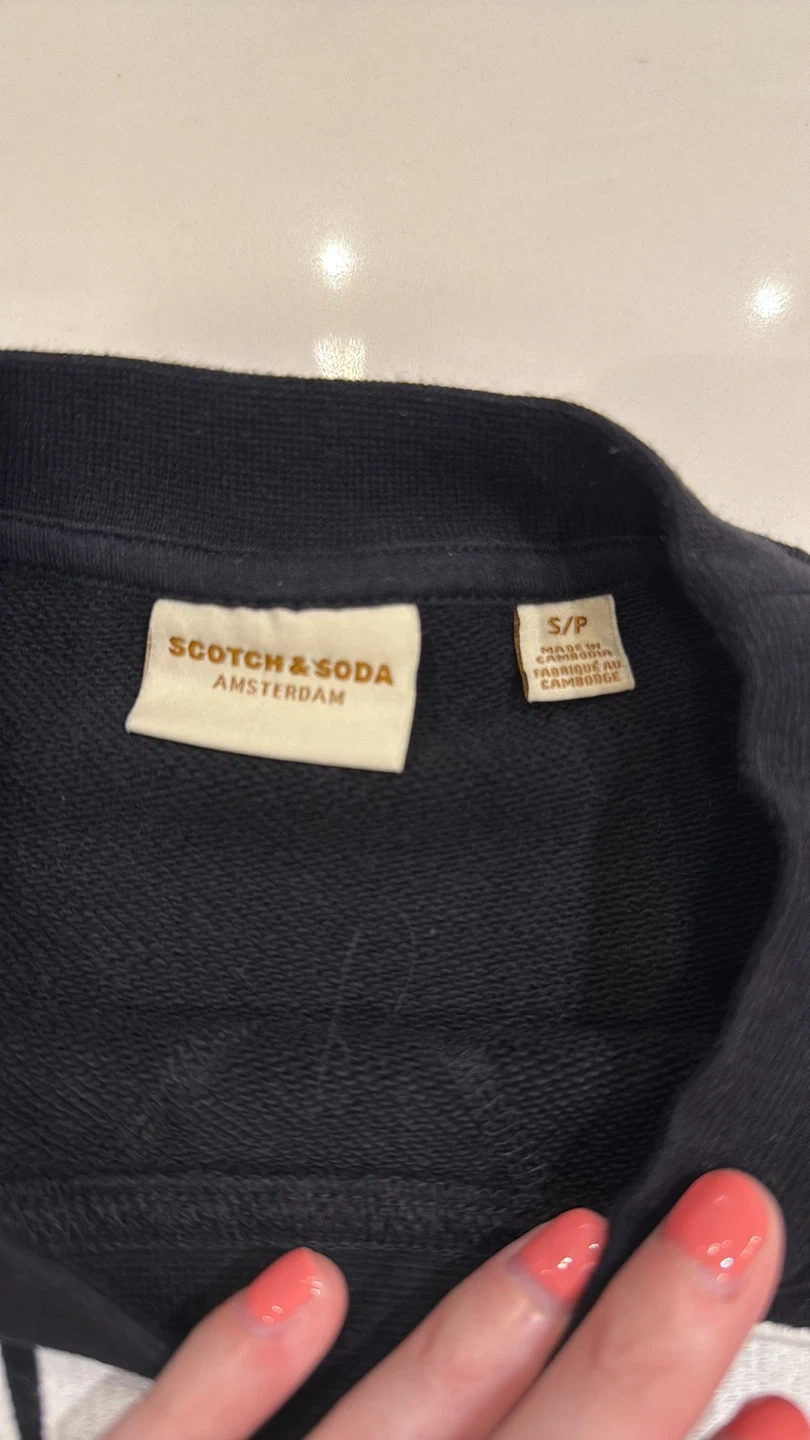 SCOTCH & SODA
AMSTERDAM
S/P
MADE IN
CAMBODIA
FABRIQUÉ AU
CAMBODGE